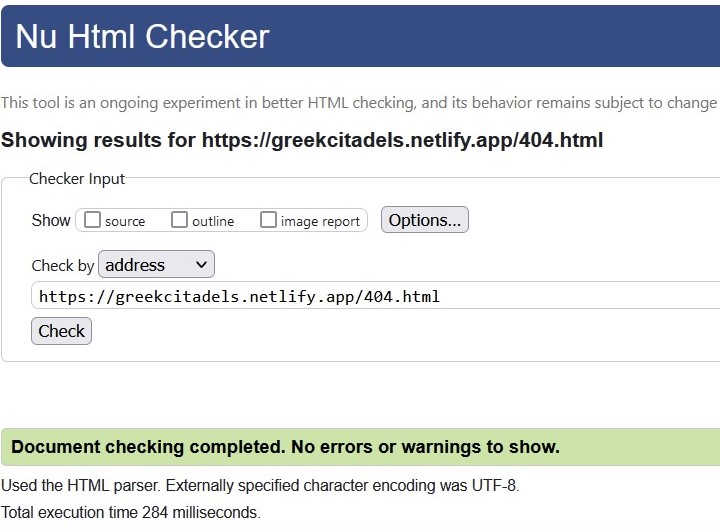 Nu Html Checker
This tool is an ongoing experiment in better HTML checking, and its behavior remains subject to change
Showing results for https://greekcitadels.netlify.app/404.html
Checker Input
Show source outline image report Options...
Check by address
https://greekcitadels.netlify.app/404.html
Check
Document checking completed. No errors or warnings to show.
Used the HTML parser. Externally specified character encoding was UTF-8.
Total execution time 284 milliseconds.